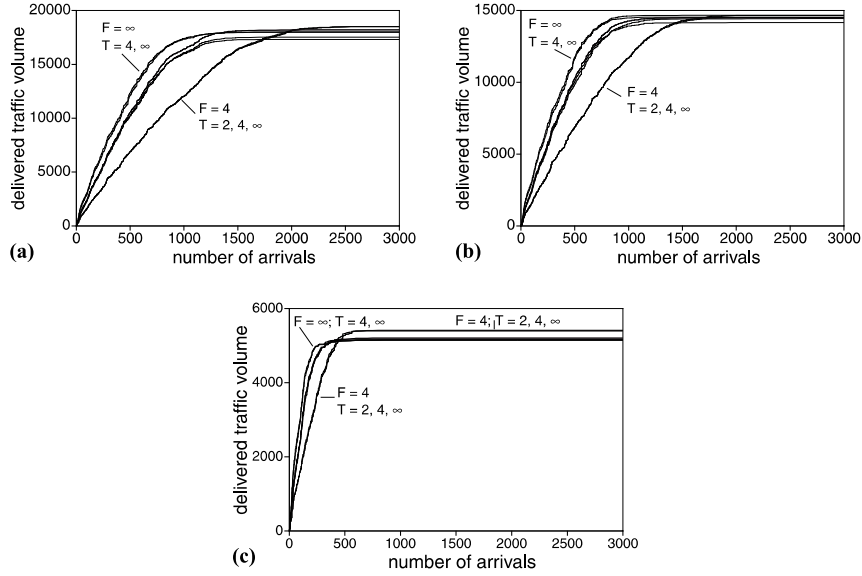 20000
15000
10000
5000
0
delivered traffic volume
F = ∞
T = 4, ∞
F = 4
T = 2, 4, ∞
0 500 1000 1500 2000 2500 3000
number of arrivals
(a)
15000
10000
5000
0
delivered traffic volume
F = ∞
T = 4, ∞
F = 4
T = 2, 4, ∞
0 500 1000 1500 2000 2500 3000
number of arrivals
(b)
6000
4000
2000
0
delivered traffic volume
F = ∞; T = 4, ∞
F = 4; T = 2, 4, ∞
F = 4
T = 2, 4, ∞
0 500 1000 1500 2000 2500 3000
number of arrivals
(c)